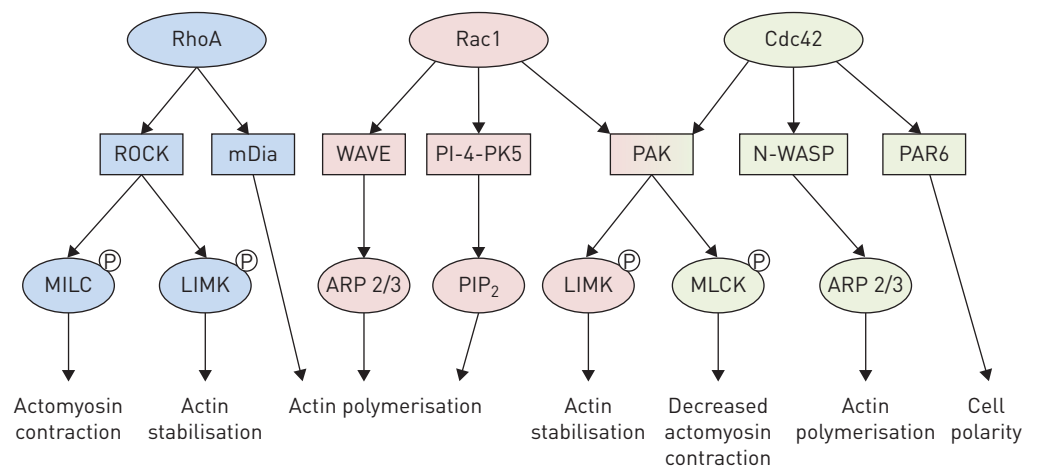 RhoA
Rac1
Cdc42
ROCK
mDia
WAVE
PI-4-PK5
PAK
N-WASP
PAR6
P
P
P
P
MILC
LIMK
ARP 2/3
PIP₂
LIMK
MLCK
ARP 2/3
Actomyosin
contraction
Actin
stabilisation
Actin polymerisation
Actin
stabilisation
Decreased
actomyosin
contraction
Actin
polymerisation
Cell
polarity